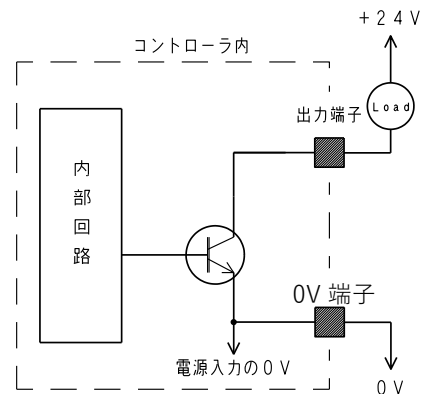 +24V
コントローラ内
Load
出力端子
内部回路
0V 端子
電源入力の0V
0V